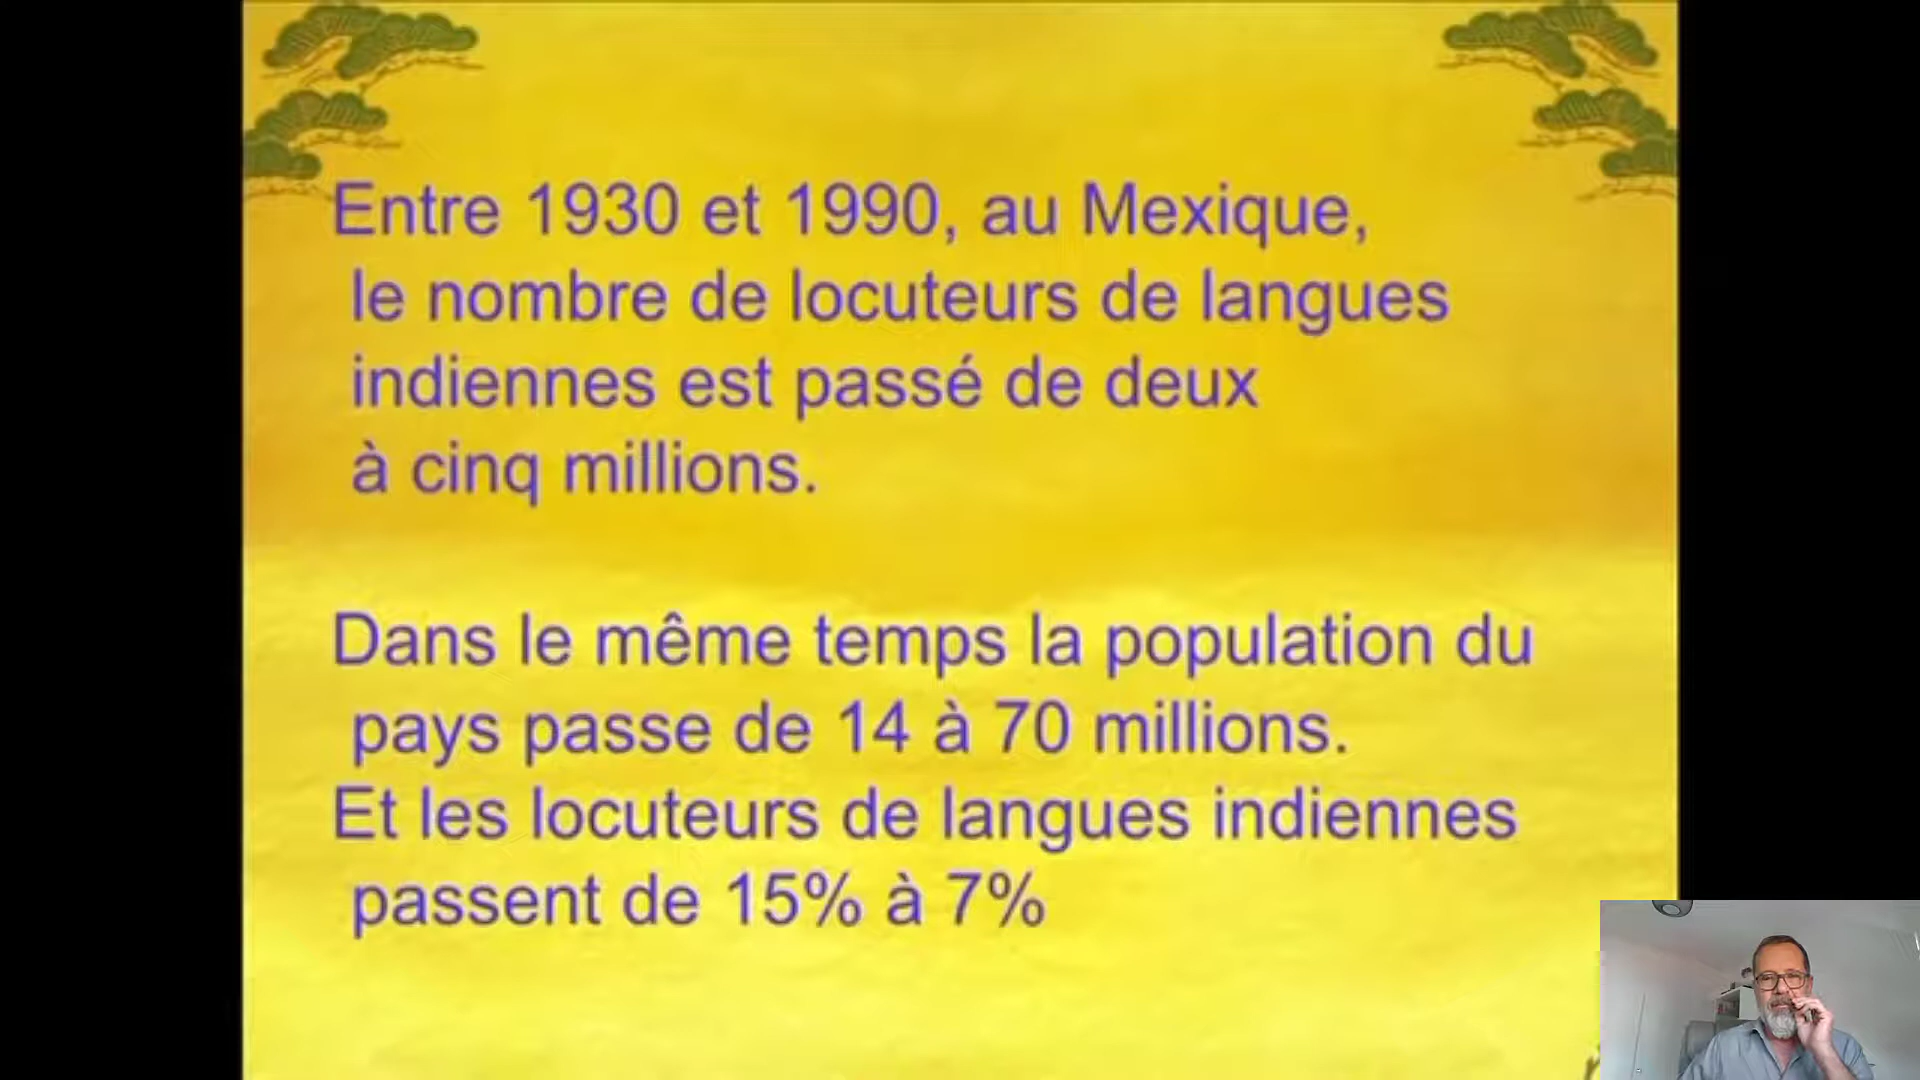 Entre 1930 et 1990, au Mexique,
le nombre de locuteurs de langues
indiennes est passé de deux
à cinq millions.
Dans le même temps la population du
pays passe de 14 à 70 millions.
Et les locuteurs de langues indiennes
passent de 15% à 7%